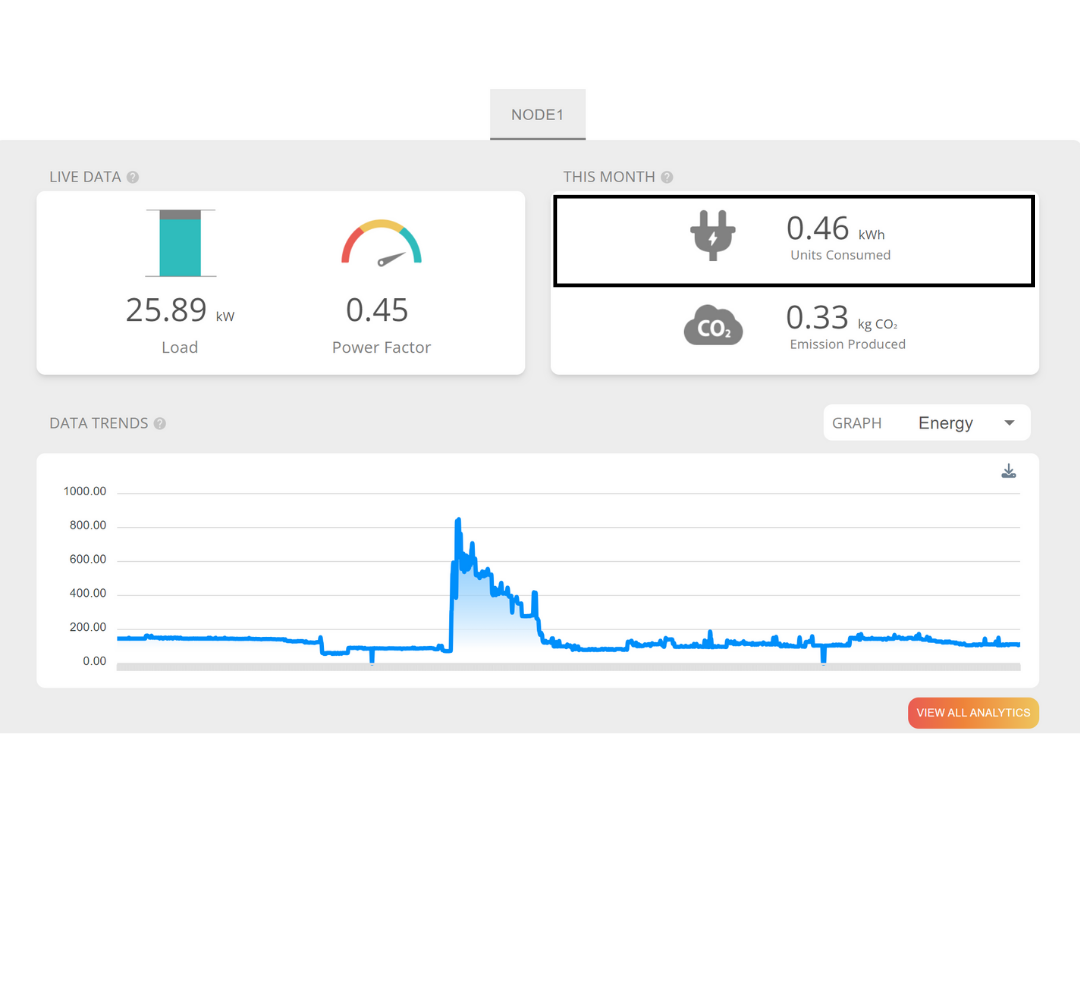 NODE1
LIVE DATA ?
THIS MONTH ?
25.89 kW
Load
0.45
Power Factor
0.46 kWh
Units Consumed
CO₂
0.33 kg CO₂
Emission Produced
DATA TRENDS ?
GRAPH Energy
1000.00
800.00
600.00
400.00
200.00
0.00
VIEW ALL ANALYTICS